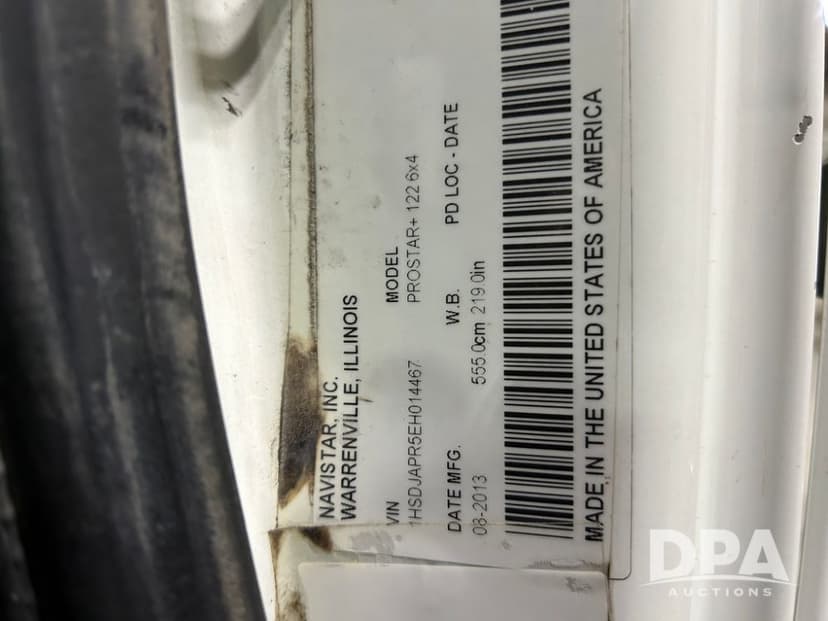 NAVISTAR, INC.
WARRENVILLE, ILLINOIS
VIN MODEL
1HSDJAPR5EH014467 PROSTAR+ 122 6x4
DATE MFG. W.B. PD LOC - DATE
08-2013 555.0cm 219.0in
MADE IN THE UNITED STATES OF AMERICA
DPA
AUCTIONS